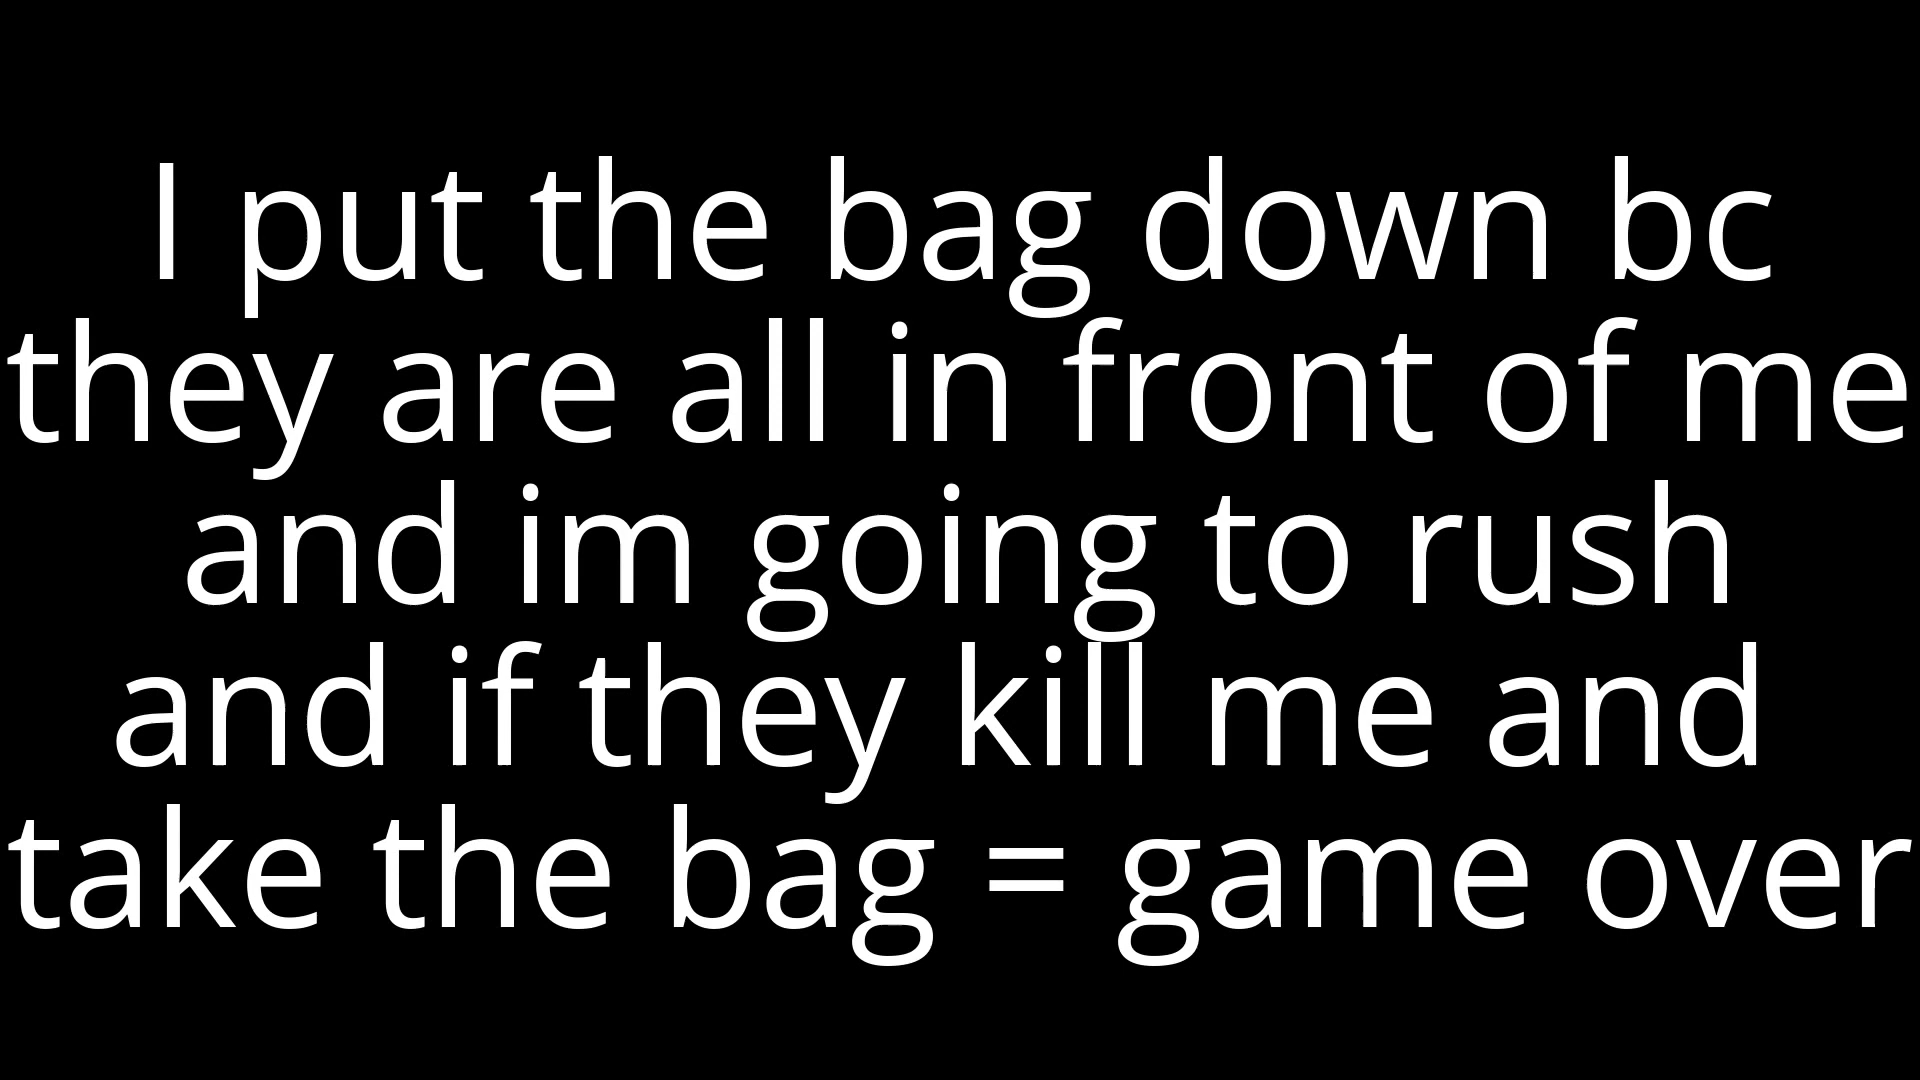 I put the bag down bc
they are all in front of me
and im going to rush
and if they kill me and
take the bag = game over